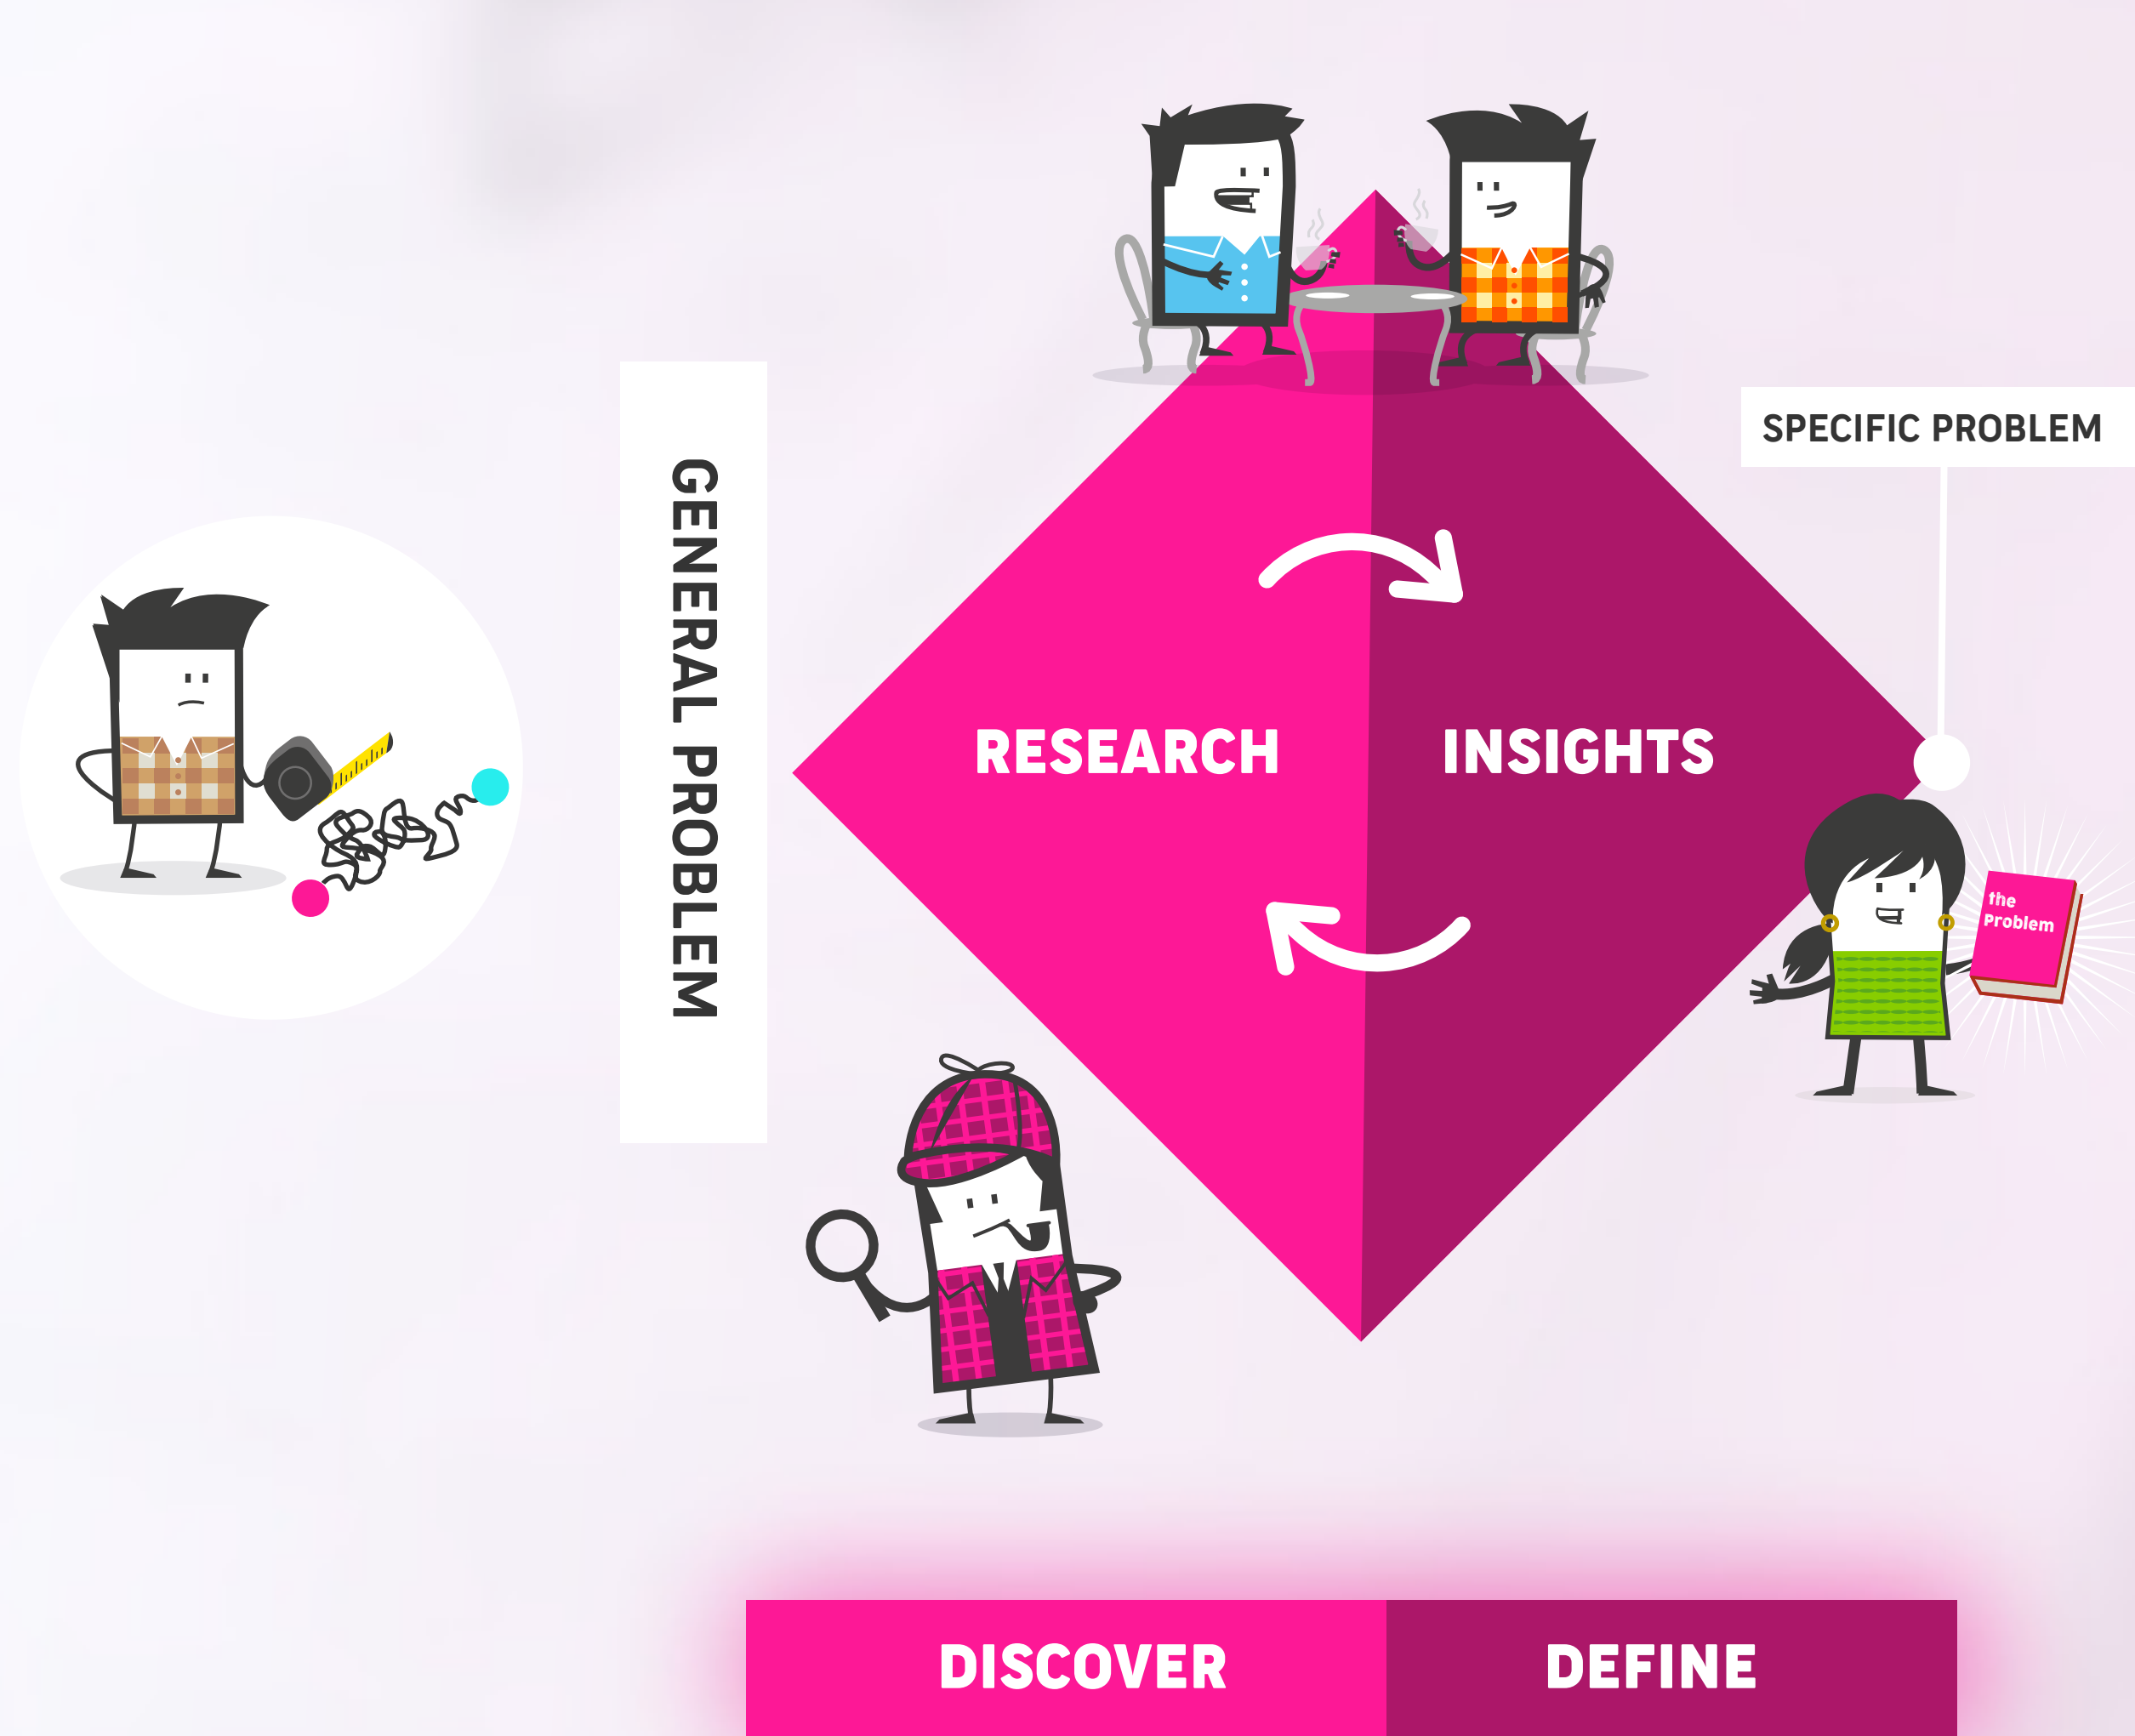 GENERAL PROBLEM
SPECIFIC PROBLEM
RESEARCH
INSIGHTS
the
Problem
DISCOVER
DEFINE